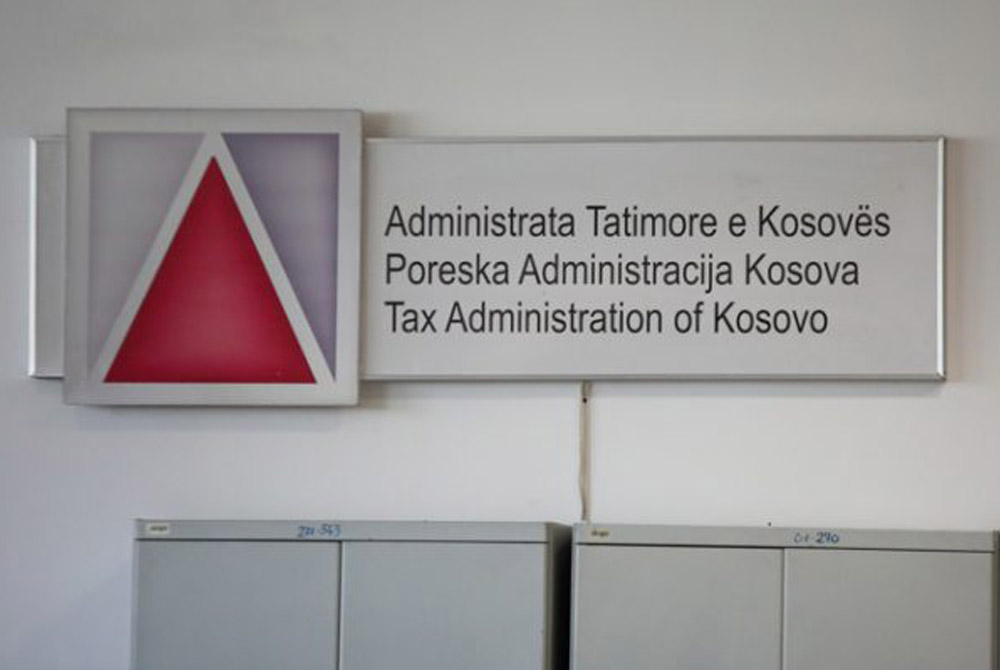 Administrata Tatimore e Kosovës
Poreska Administracija Kosova
Tax Administration of Kosovo